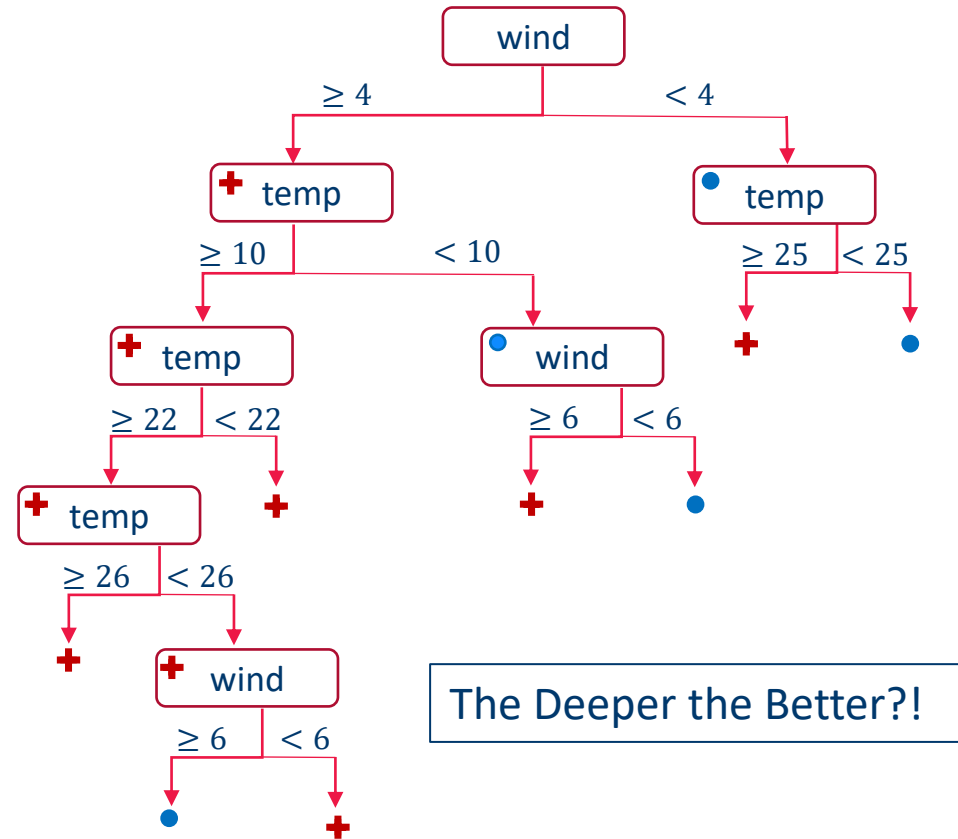 wind
≥ 4
< 4
temp
temp
≥ 10
< 10
≥ 25
< 25
temp
wind
≥ 22
< 22
≥ 6
< 6
temp
≥ 26
< 26
wind
The Deeper the Better?!
≥ 6
< 6